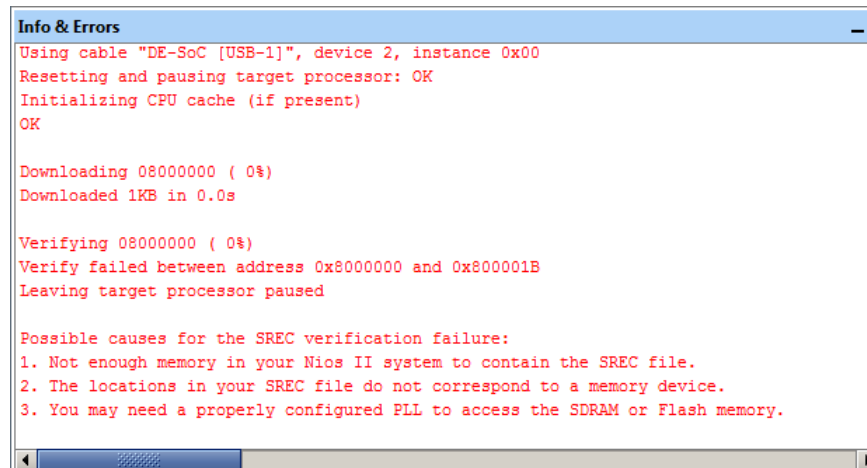 Info & Errors
Using cable "DE-SoC [USB-1]", device 2, instance 0x00
Resetting and pausing target processor: OK
Initializing CPU cache (if present)
OK
Downloading 08000000 ( 0%)
Downloaded 1KB in 0.0s
Verifying 08000000 ( 0%)
Verify failed between address 0x8000000 and 0x800001B
Leaving target processor paused
Possible causes for the SREC verification failure:
1. Not enough memory in your Nios II system to contain the SREC file.
2. The locations in your SREC file do not correspond to a memory device.
3. You may need a properly configured PLL to access the SDRAM or Flash memory.